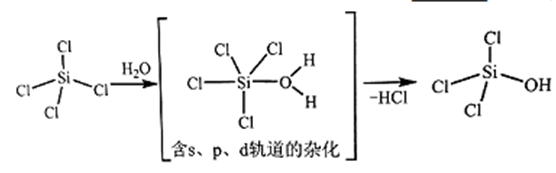 Cl
Cl Si Cl
Cl
H₂O
Cl Cl H
Cl Si O H
Cl
含s、p、d轨道的杂化
−HCl
Cl
Cl Si OH
Cl